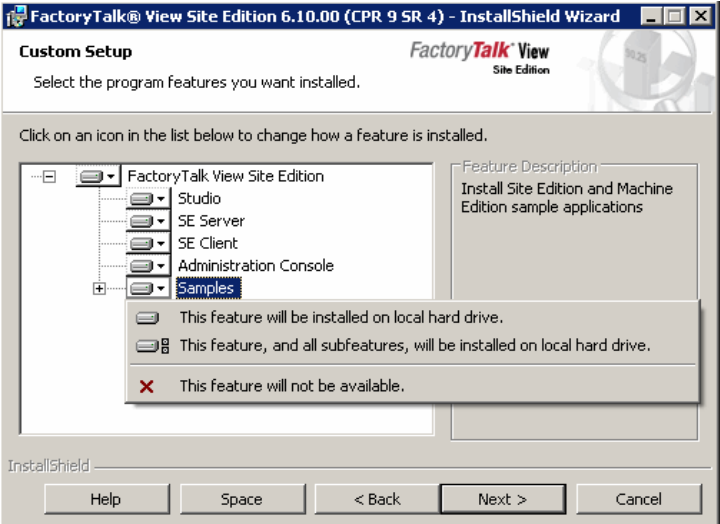 FactoryTalk® View Site Edition 6.10.00 (CPR 9 SR 4) - InstallShield Wizard
Custom Setup
Select the program features you want installed.
FactoryTalk® View
Site Edition
00.25
Click on an icon in the list below to change how a feature is installed.
FactoryTalk View Site Edition
Studio
SE Server
SE Client
Administration Console
Samples
This feature will be installed on local hard drive.
This feature, and all subfeatures, will be installed on local hard drive.
This feature will not be available.
Feature Description
Install Site Edition and Machine
Edition sample applications
InstallShield
Help
Space
< Back
Next >
Cancel